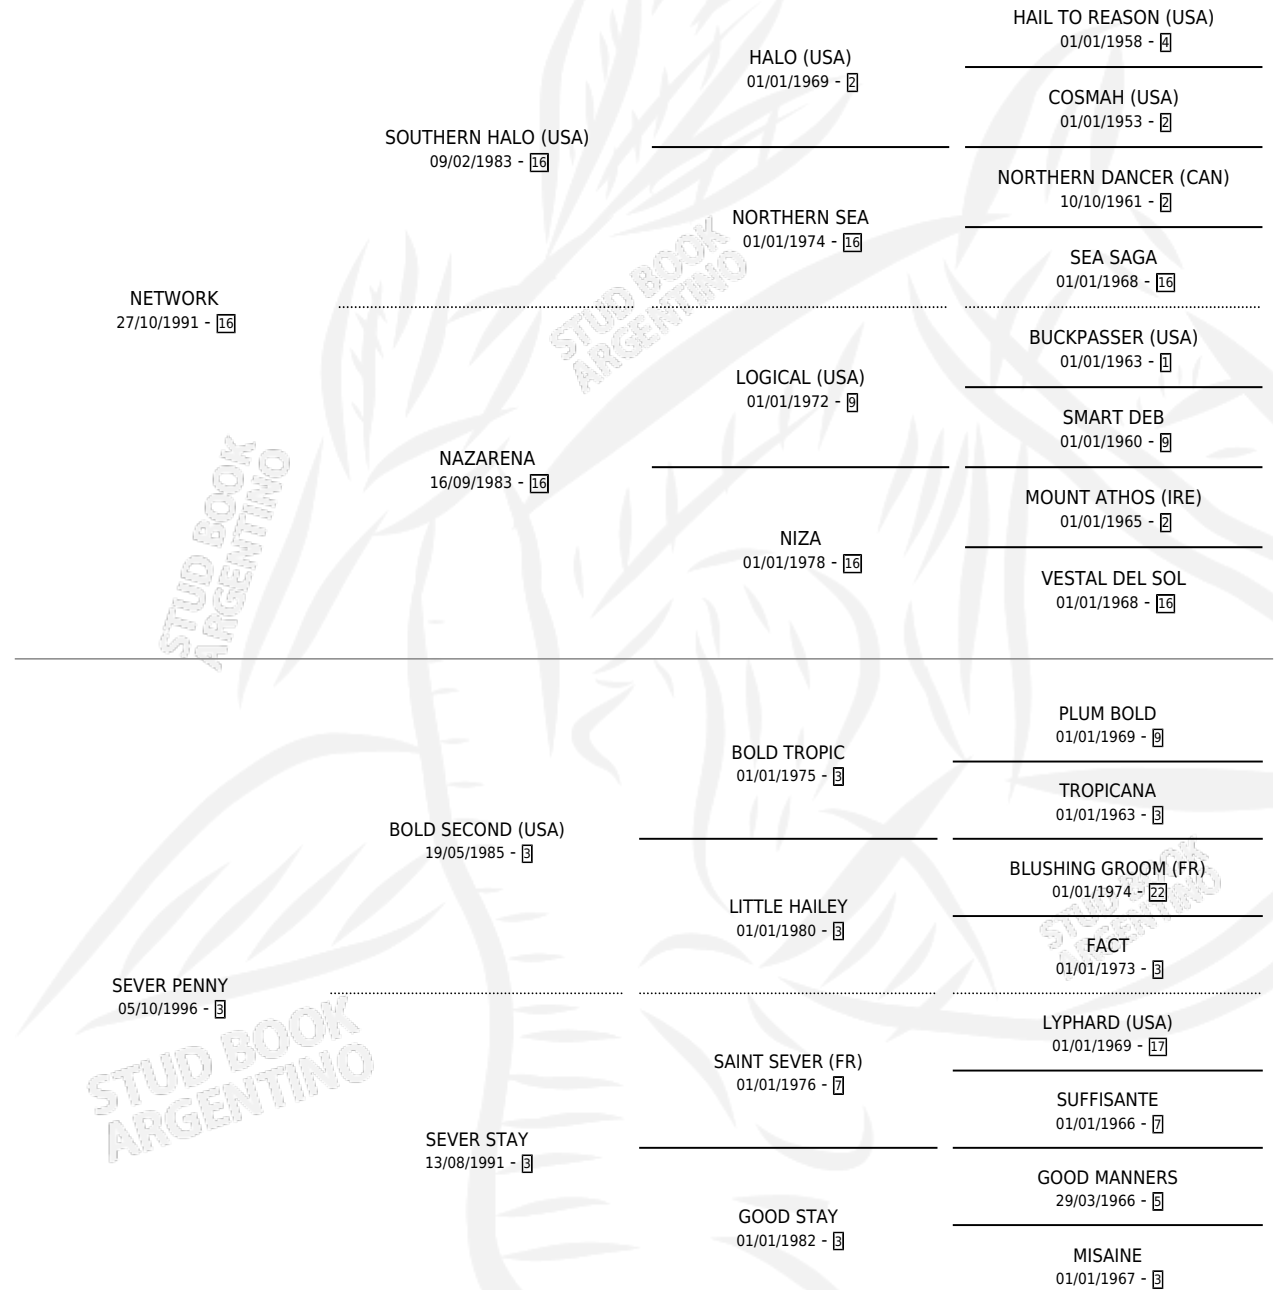 HAIL TO REASON (USA)
01/01/1958 - 4
HALO (USA)
01/01/1969 - 2
COSMAH (USA)
01/01/1953 - 2
SOUTHERN HALO (USA)
09/02/1983 - 16
NORTHERN DANCER (CAN)
10/10/1961 - 2
NORTHERN SEA
01/01/1974 - 16
SEA SAGA
01/01/1968 - 16
STUD BOOK
ARGENTINO
NETWORK
27/10/1991 - 16
BUCKPASSER (USA)
01/01/1963 - 1
LOGICAL (USA)
01/01/1972 - 9
SMART DEB
01/01/1960 - 9
NAZARENA
16/09/1983 - 16
MOUNT ATHOS (IRE)
01/01/1965 - 2
NIZA
01/01/1978 - 16
VESTAL DEL SOL
01/01/1968 - 16
STUD BOOK
ARGENTINO
PLUM BOLD
01/01/1969 - 9
BOLD TROPIC
01/01/1975 - 3
TROPICANA
01/01/1963 - 3
BOLD SECOND (USA)
19/05/1985 - 3
BLUSHING GROOM (FR)
01/01/1974 - 22
LITTLE HAILEY
01/01/1980 - 3
STUD BOOK
ARGENTINO
FACT
01/01/1973 - 3
SEVER PENNY
05/10/1996 - 3
LYPHARD (USA)
01/01/1969 - 17
SAINT SEVER (FR)
01/01/1976 - 7
STUD BOOK
ARGENTINO
SUFFISANTE
01/01/1966 - 7
SEVER STAY
13/08/1991 - 3
GOOD MANNERS
29/03/1966 - 5
GOOD STAY
01/01/1982 - 3
MISAINE
01/01/1967 - 3